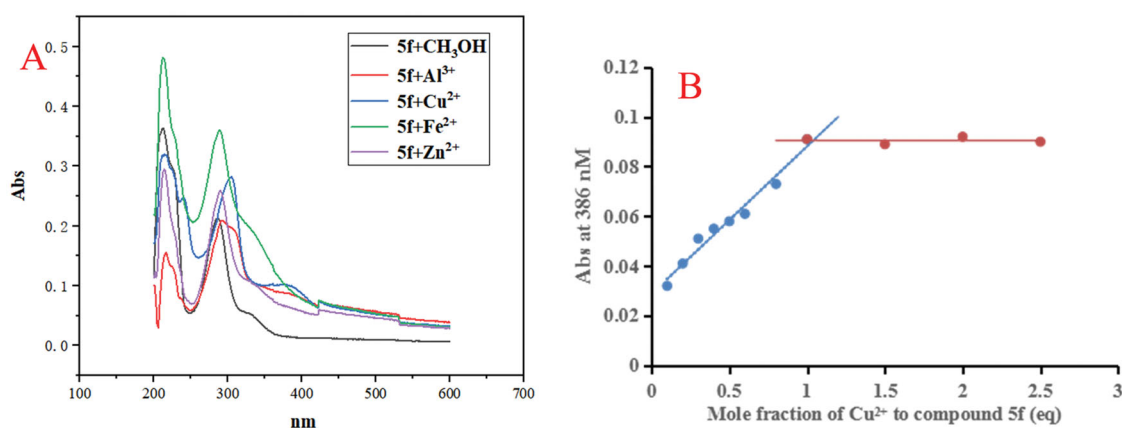 A
0.5
0.4
0.3
0.2
0.1
0.0
Abs
100 200 300 400 500 600 700
nm
5f+CH₃OH
5f+Al³⁺
5f+Cu²⁺
5f+Fe²⁺
5f+Zn²⁺
B
0.12
0.1
0.08
0.06
0.04
0.02
0
Abs at 386 nM
0 0.5 1 1.5 2 2.5 3
Mole fraction of Cu²⁺ to compound 5f (eq)